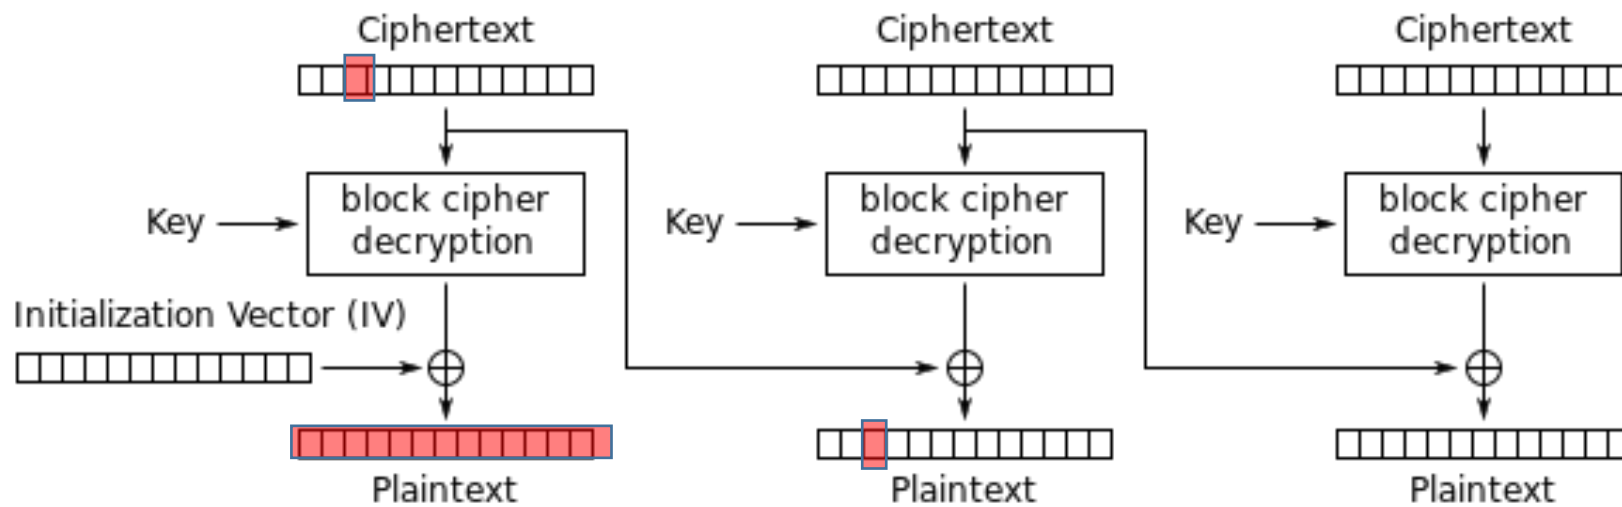 Ciphertext
Ciphertext
Ciphertext
block cipher
decryption
block cipher
decryption
block cipher
decryption
Key
Key
Key
Initialization Vector (IV)
Plaintext
Plaintext
Plaintext